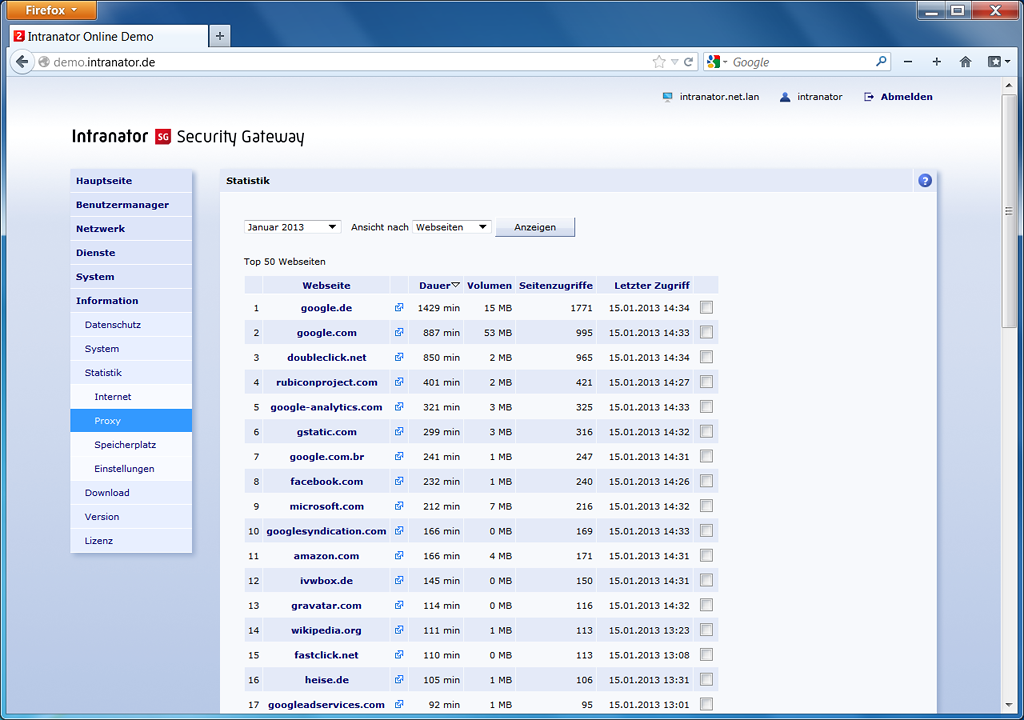 Firefox
2 Intranator Online Demo
demo.intranator.de
Google
intranator.net.lan intranator Abmelden
Intranator SG Security Gateway
Hauptseite
Benutzermanager
Netzwerk
Dienste
System
Information
Datenschutz
System
Statistik
Internet
Proxy
Speicherplatz
Einstellungen
Download
Version
Lizenz
Statistik ?
Januar 2013 Ansicht nach Webseiten Anzeigen
Top 50 Webseiten
Webseite Dauer Volumen Seitenzugriffe Letzter Zugriff
1 google.de 1429 min 15 MB 1771 15.01.2013 14:34
2 google.com 887 min 53 MB 995 15.01.2013 14:33
3 doubleclick.net 850 min 2 MB 965 15.01.2013 14:34
4 rubiconproject.com 401 min 2 MB 421 15.01.2013 14:27
5 google-analytics.com 321 min 3 MB 325 15.01.2013 14:33
6 gstatic.com 299 min 3 MB 316 15.01.2013 14:32
7 google.com.br 241 min 1 MB 247 15.01.2013 14:31
8 facebook.com 232 min 1 MB 240 15.01.2013 14:26
9 microsoft.com 212 min 7 MB 216 15.01.2013 14:32
10 googlesyndication.com 166 min 0 MB 169 15.01.2013 14:33
11 amazon.com 166 min 4 MB 171 15.01.2013 14:31
12 ivwbox.de 145 min 0 MB 150 15.01.2013 14:31
13 gravatar.com 114 min 0 MB 116 15.01.2013 14:32
14 wikipedia.org 111 min 1 MB 113 15.01.2013 13:23
15 fastclick.net 110 min 0 MB 113 15.01.2013 13:08
16 heise.de 105 min 1 MB 106 15.01.2013 13:31
17 googleadservices.com 92 min 1 MB 95 15.01.2013 13:01